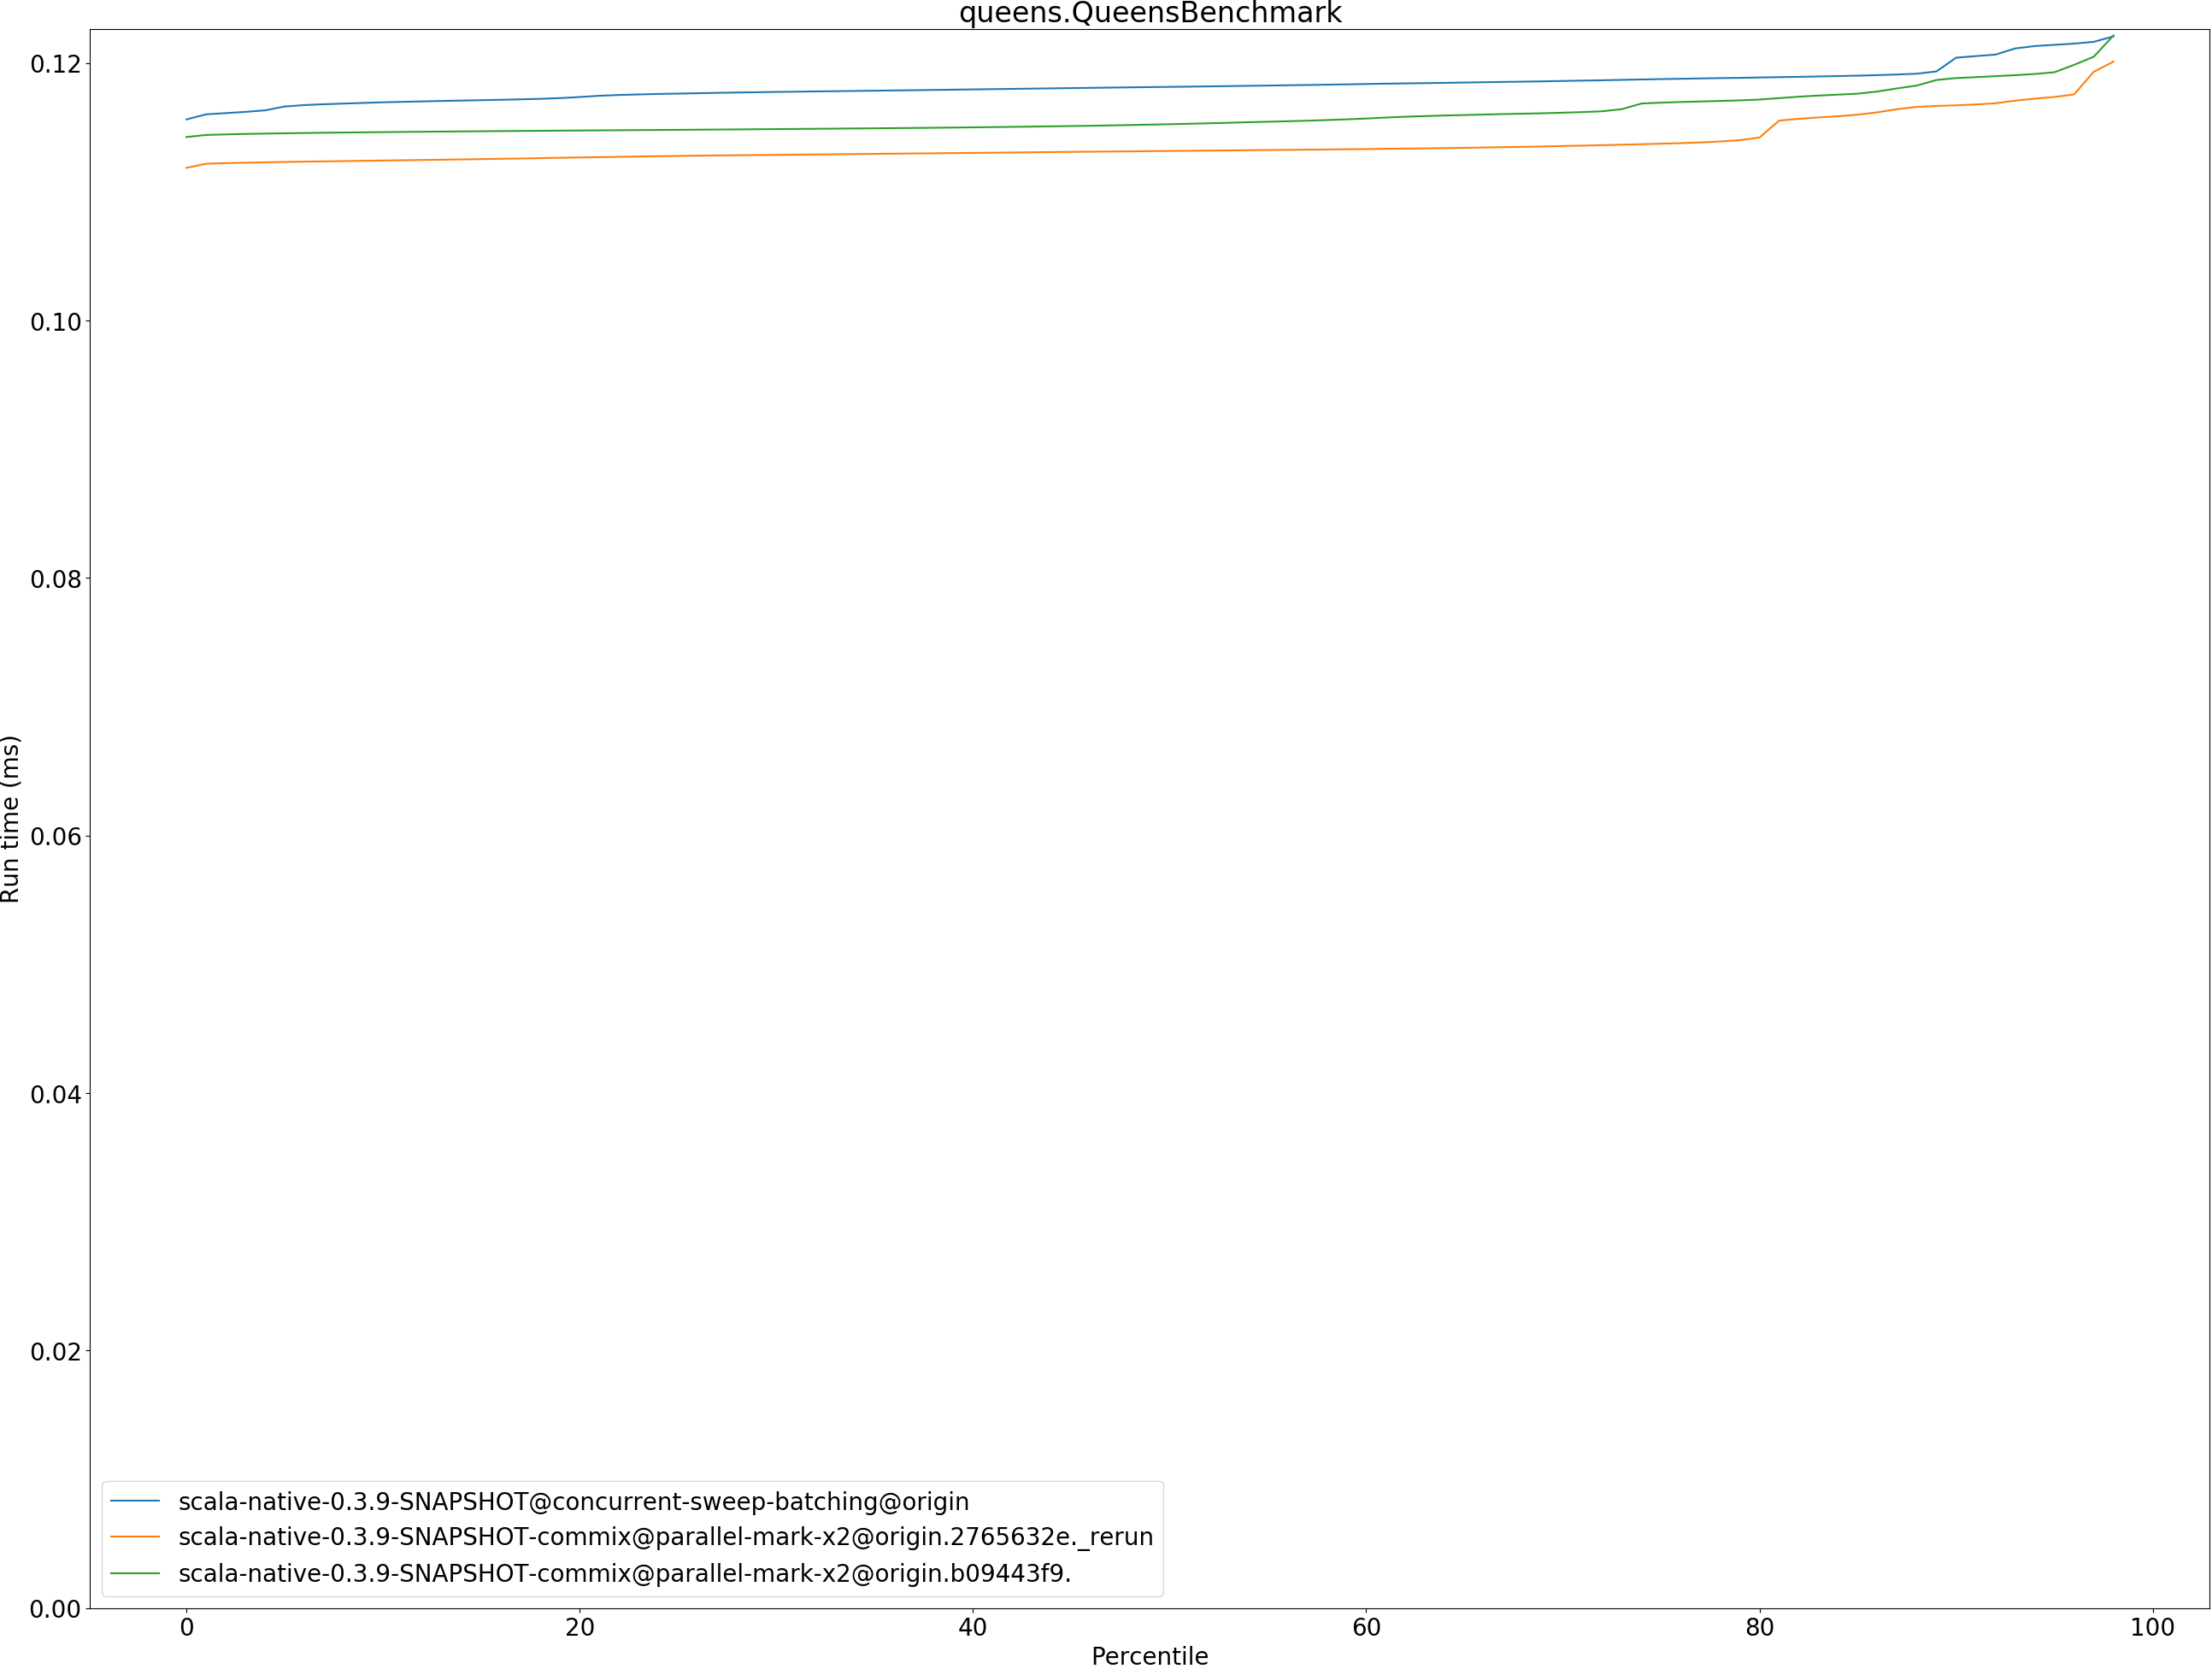 queens.QueensBenchmark
0.12
0.10
0.08
0.06
0.04
0.02
0.00
Run time (ms)
scala-native-0.3.9-SNAPSHOT@concurrent-sweep-batching@origin
scala-native-0.3.9-SNAPSHOT-commix@parallel-mark-x2@origin.2765632e._rerun
scala-native-0.3.9-SNAPSHOT-commix@parallel-mark-x2@origin.b09443f9.
0 20 40 60 80 100
Percentile